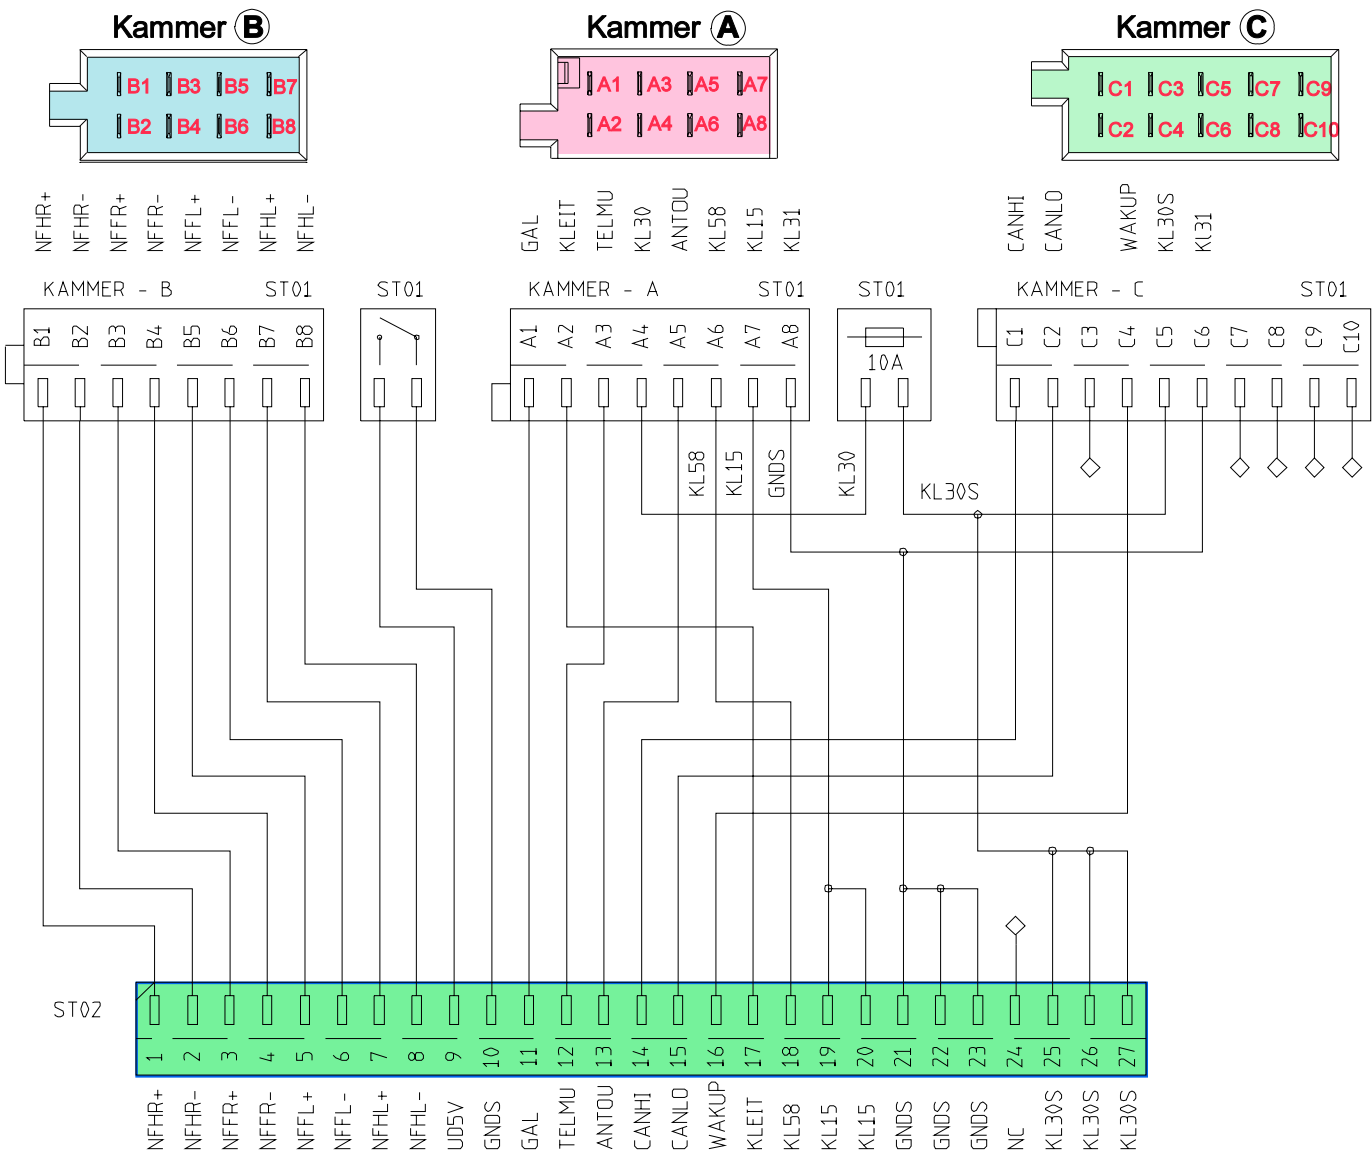 Kammer B
Kammer A
Kammer C
B1 B3 B5 B7
B2 B4 B6 B8
A1 A3 A5 A7
A2 A4 A6 A8
C1 C3 C5 C7 C9
C2 C4 C6 C8 C10
NFHR+
NFHR-
NFFR+
NFFR-
NFFL+
NFFL-
NFHL+
NFHL-
GAL
KLEIT
TELMU
KL30
ANTOU
KL58
KL15
KL31
CANHI
CANLO
WAKUP
KL30S
KL31
KAMMER - B ST01
ST01
KAMMER - A ST01
ST01
KAMMER - C ST01
B1 B2 B3 B4 B5 B6 B7 B8
A1 A2 A3 A4 A5 A6 A7 A8
10A
C1 C2 C3 C4 C5 C6 C7 C8 C9 C10
KL58
KL15
GNDS
KL30
KL30S
ST02
1 2 3 4 5 6 7 8 9 10 11 12 13 14 15 16 17 18 19 20 21 22 23 24 25 26 27
NFHR+
NFHR-
NFFR+
NFFR-
NFFL+
NFFL-
NFHL+
NFHL-
UD5V
GNDS
GAL
TELMU
ANTOU
CANHI
CANLO
WAKUP
KLEIT
KL58
KL15
KL15
GNDS
GNDS
GNDS
NC
KL30S
KL30S
KL30S